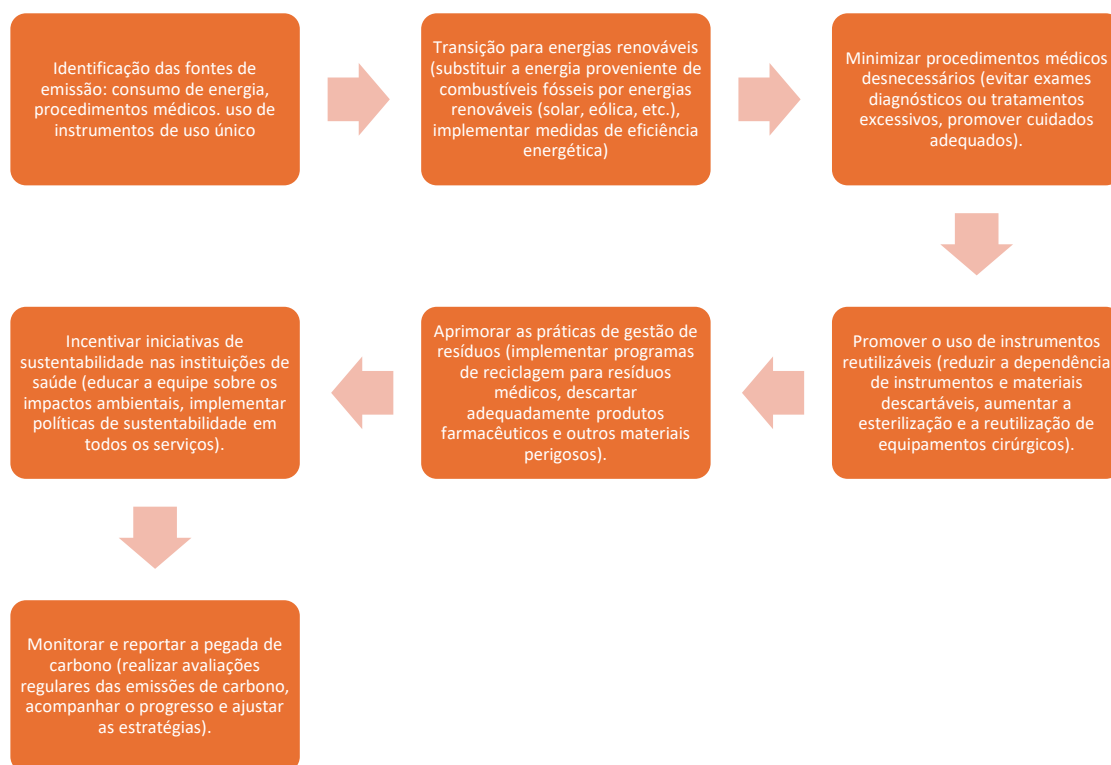 Identificação das fontes de
emissão: consumo de energia,
procedimentos médicos. uso de
instrumentos de uso único
Transição para energias renováveis
(substituir a energia proveniente de
combustíveis fósseis por energias
renováveis (solar, eólica, etc.),
implementar medidas de eficiência
energética)
Minimizar procedimentos médicos
desnecessários (evitar exames
diagnósticos ou tratamentos
excessivos, promover cuidados
adequados).
Promover o uso de instrumentos
reutilizáveis (reduzir a dependência
de instrumentos e materiais
descartáveis, aumentar a
esterilização e a reutilização de
equipamentos cirúrgicos).
Aprimorar as práticas de gestão de
resíduos (implementar programas
de reciclagem para resíduos
médicos, descartar
adequadamente produtos
farmacêuticos e outros materiais
perigosos).
Incentivar iniciativas de
sustentabilidade nas instituições de
saúde (educar a equipe sobre os
impactos ambientais, implementar
políticas de sustentabilidade em
todos os serviços).
Monitorar e reportar a pegada de
carbono (realizar avaliações
regulares das emissões de carbono,
acompanhar o progresso e ajustar
as estratégias).